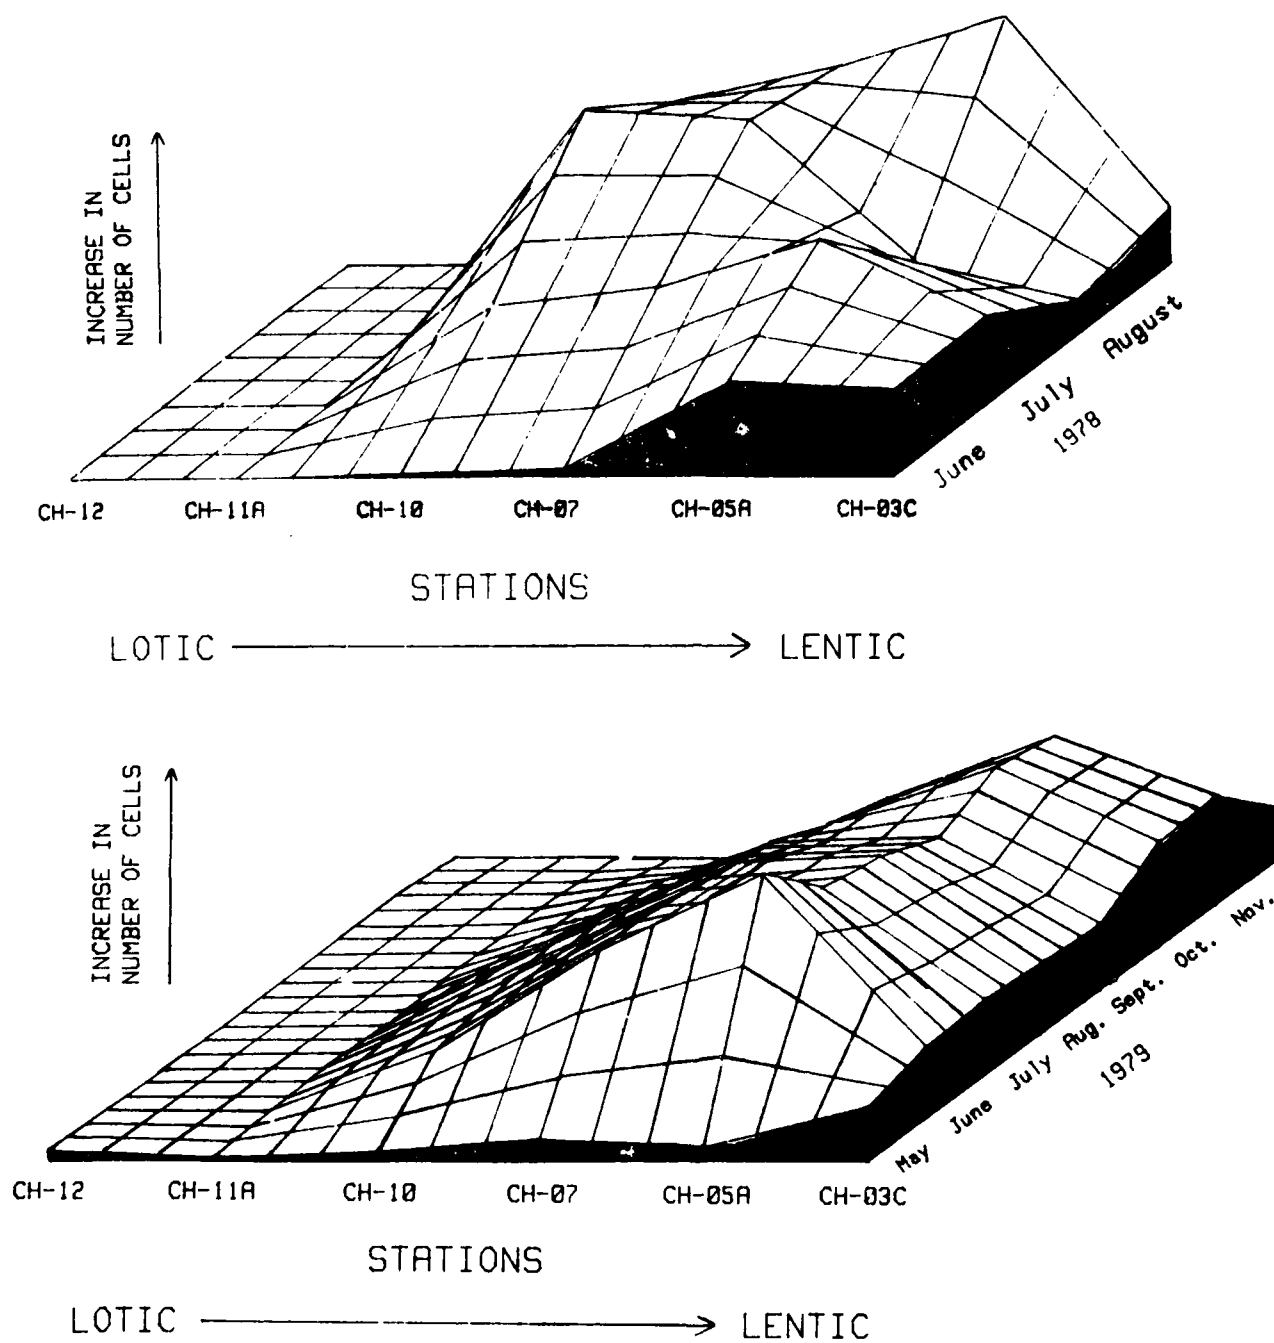 INCREASE IN
NUMBER OF CELLS
CH-12 CH-11A CH-10 CH-07 CH-05A CH-03C
June July August
1978
STATIONS
LOTIC LENTIC
INCREASE IN
NUMBER OF CELLS
CH-12 CH-11A CH-10 CH-07 CH-05A CH-03C
May June July Aug. Sept. Oct. Nov.
1979
STATIONS
LOTIC LENTIC